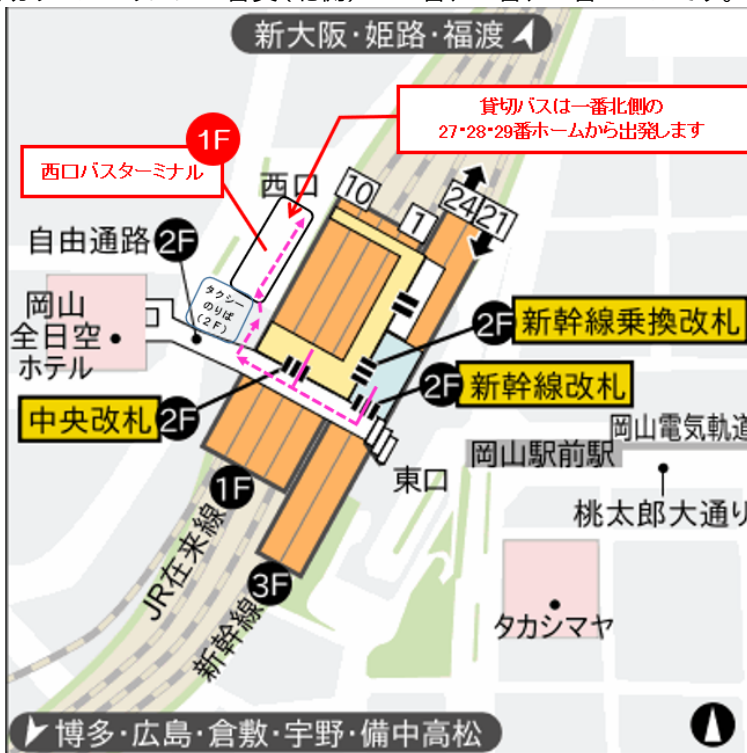 新大阪・姫路・福渡
貸切バスは一番北側の
27・28・29番ホームから出発します
1F
西口バスターミナル
西口
10
1
24
21
自由通路 2F
タクシー
のりば
(2F)
岡山
全日空
ホテル
2F 新幹線乗換改札
2F 新幹線改札
中央改札 2F
岡山電気軌道
岡山駅前駅
東口
桃太郎大通り
1F
JR在来線
3F
新幹線
タカシマヤ
博多・広島・倉敷・宇野・備中高松